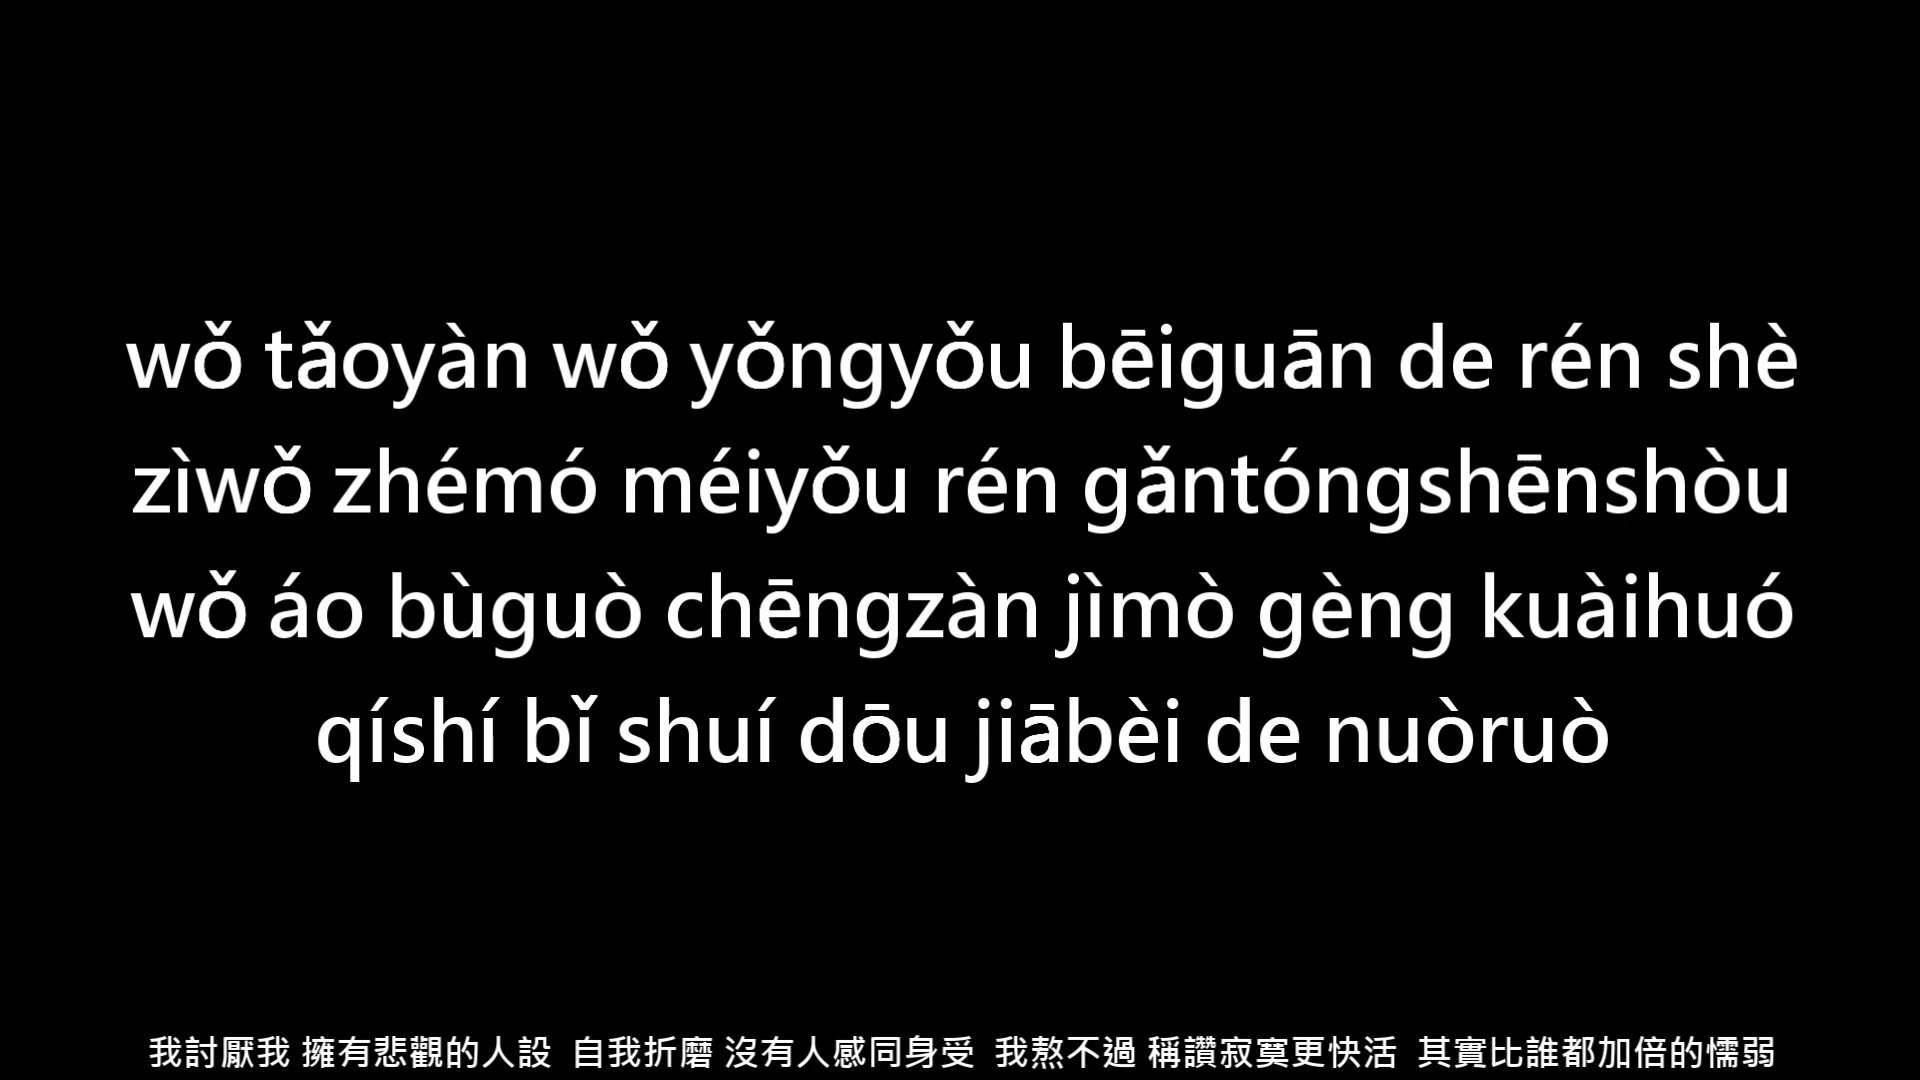 wǒ tǎoyàn wǒ yǒngyǒu bēiguān de rén shè
zìwǒ zhémó méiyǒu rén gǎntóngshēnshòu
wǒ áo bùguò chēngzàn jìmò gèng kuàihuó
qíshí bǐ shuí dōu jiābèi de nuòruò
我討厭我 擁有悲觀的人設 自我折磨 沒有人感同身受 我熬不過 稱讚寂寞更快活 其實比誰都加倍的懦弱